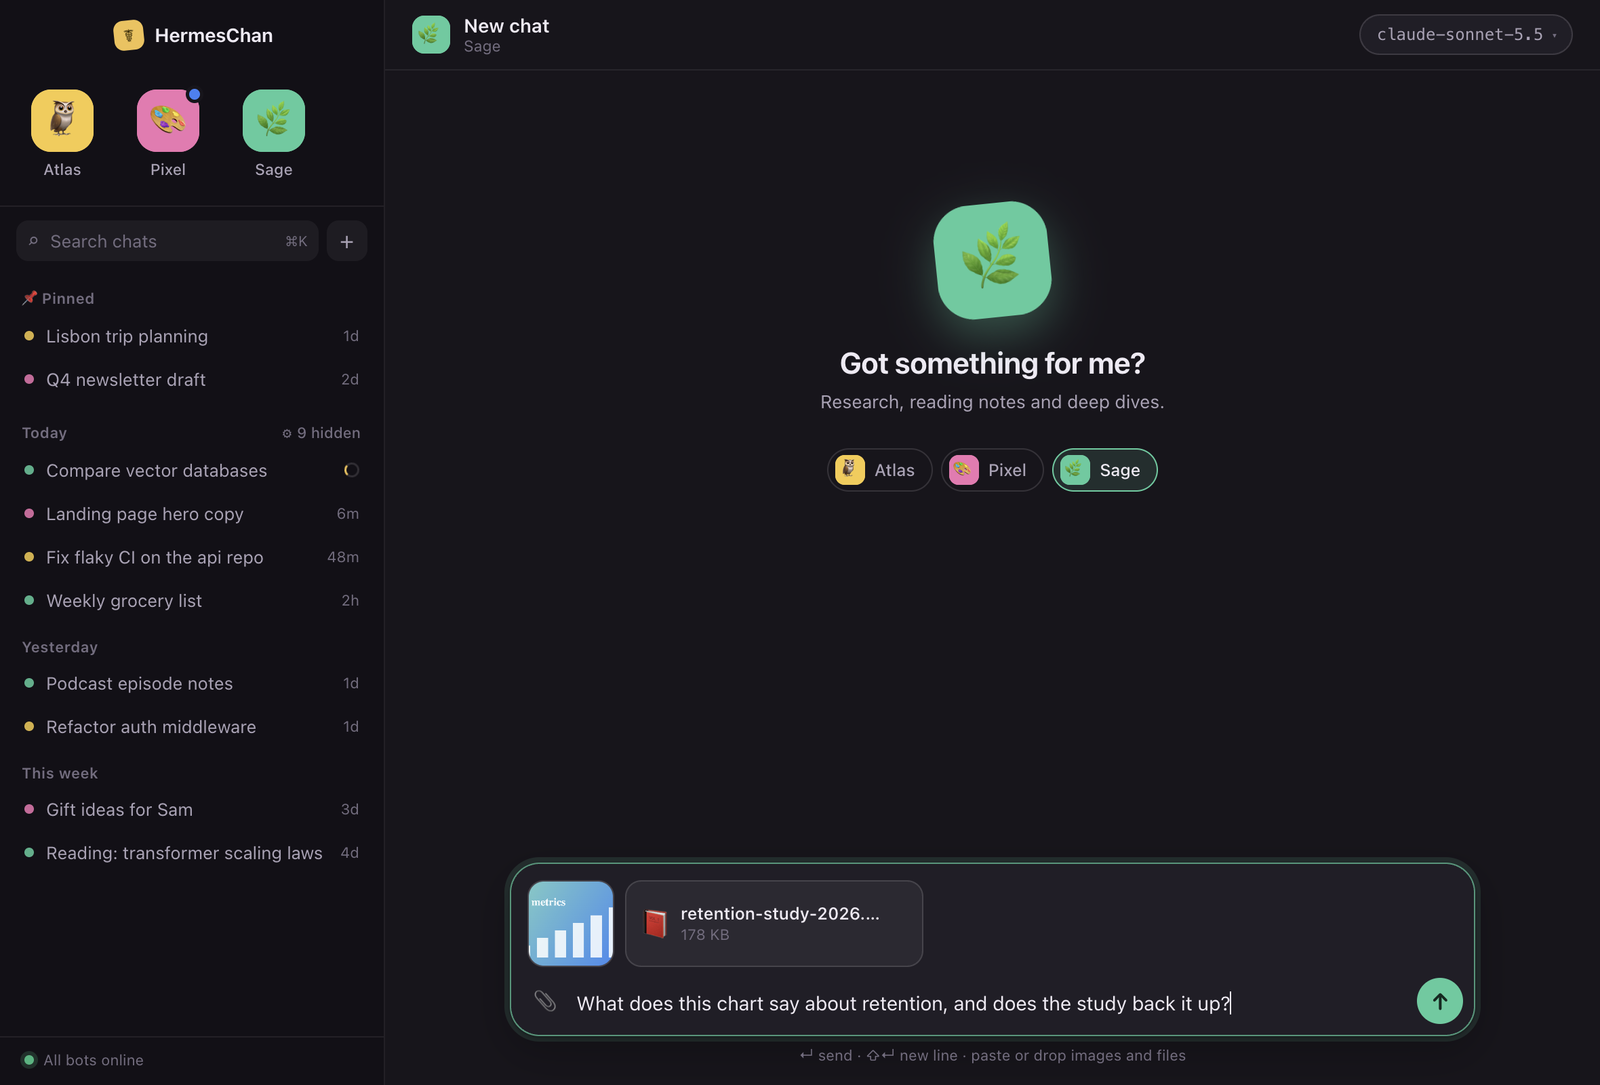 HermesChan
Atlas
Pixel
Sage
Search chats ⌘K +
Pinned
Lisbon trip planning 1d
Q4 newsletter draft 2d
Today 9 hidden
Compare vector databases
Landing page hero copy 6m
Fix flaky CI on the api repo 48m
Weekly grocery list 2h
Yesterday
Podcast episode notes 1d
Refactor auth middleware 1d
This week
Gift ideas for Sam 3d
Reading: transformer scaling laws 4d
All bots online
New chat
Sage
claude-sonnet-5.5
Got something for me?
Research, reading notes and deep dives.
Atlas
Pixel
Sage
metrics
retention-study-2026....
178 KB
What does this chart say about retention, and does the study back it up?
↵ send · ⇧↵ new line · paste or drop images and files